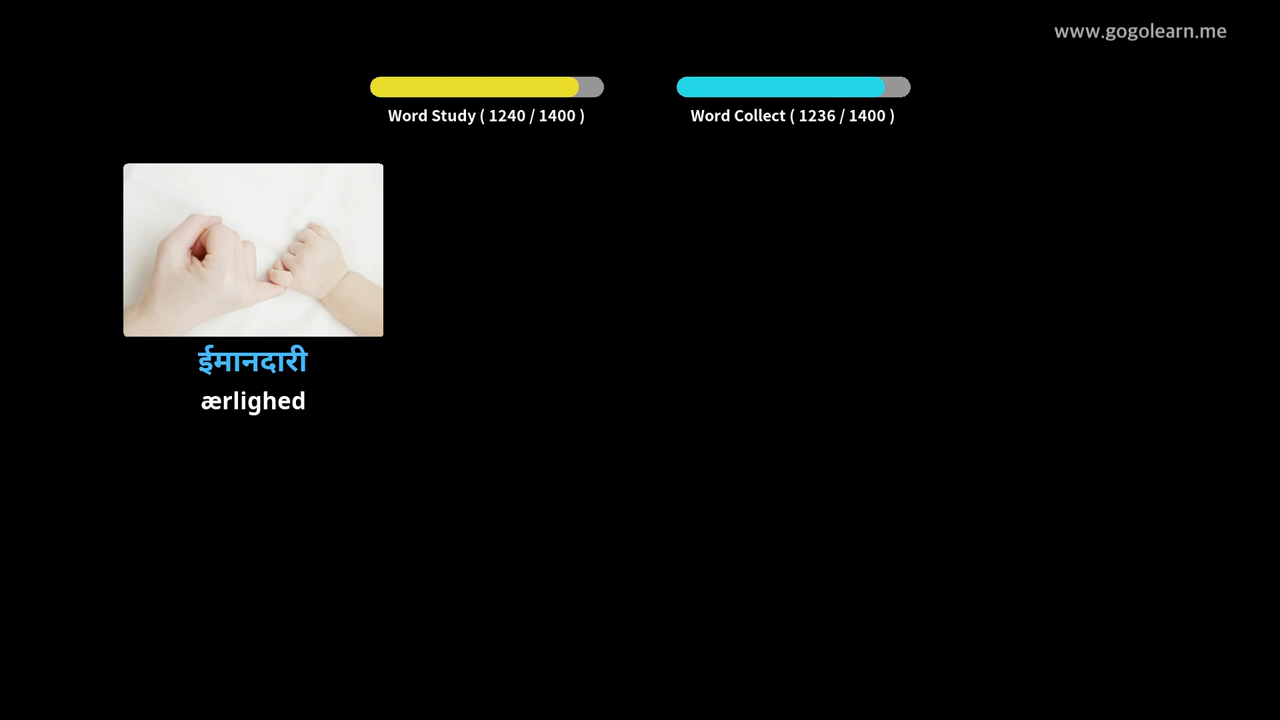 www.gogolearn.me
Word Study ( 1240 / 1400 )
Word Collect ( 1236 / 1400 )
ईमानदारी
ærlighed